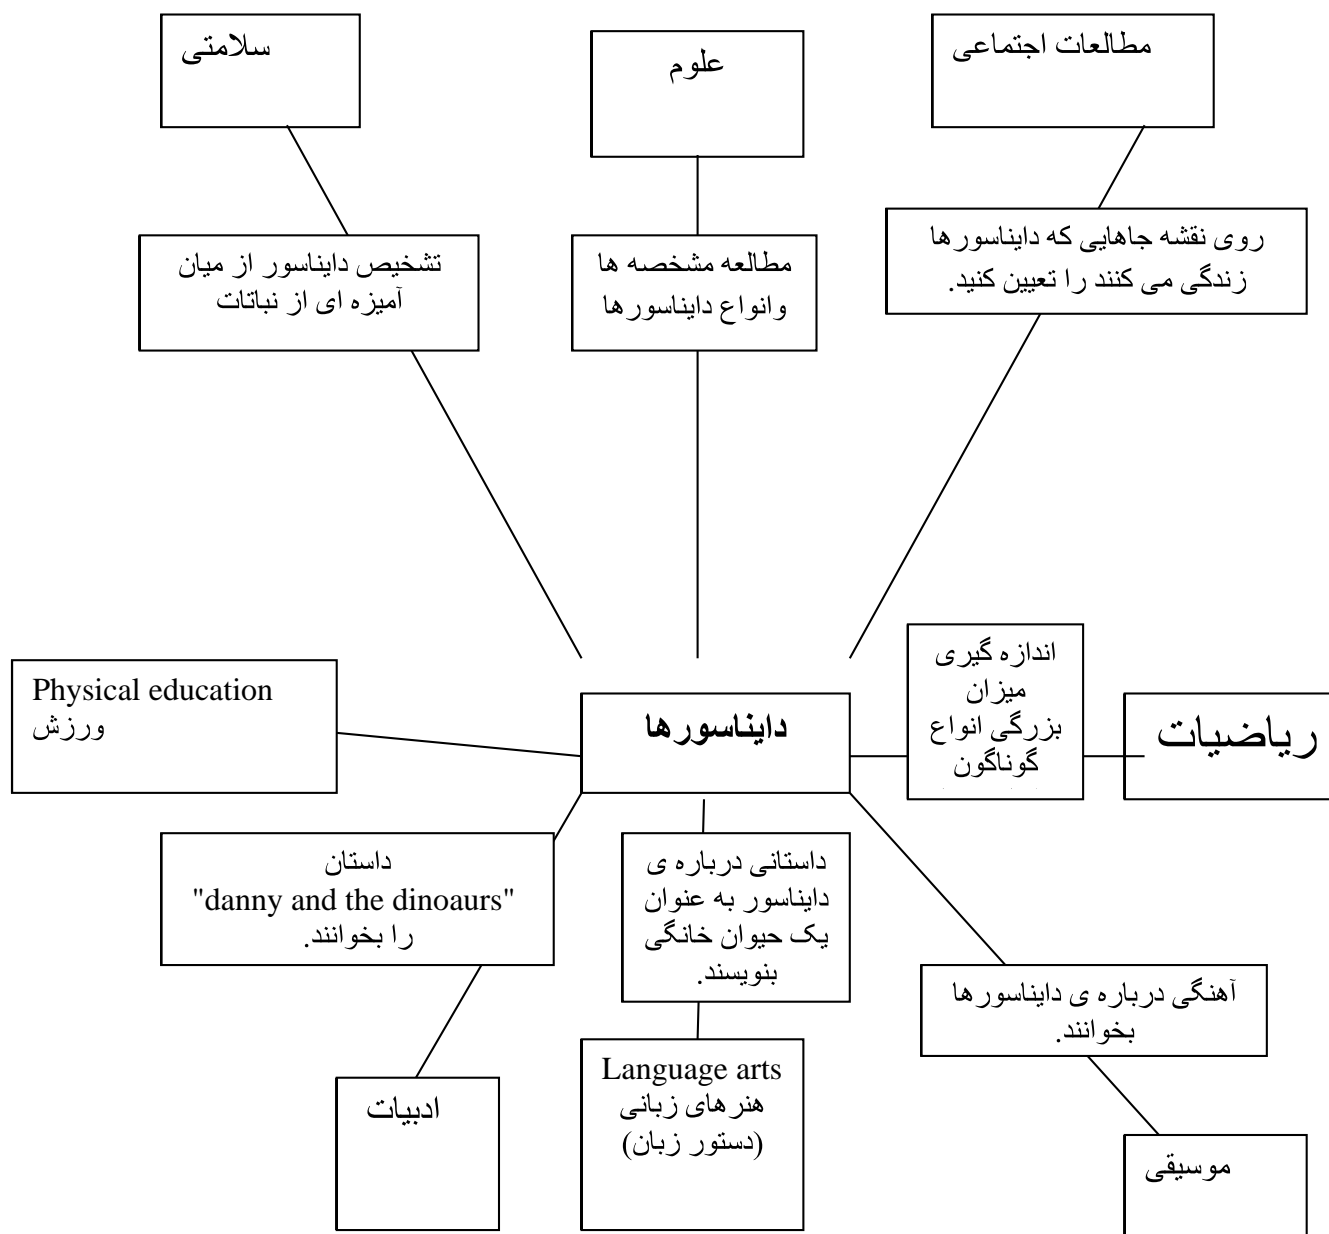 سلامتی
علوم
مطالعات اجتماعی
تشخیص دایناسور از میان
آمیزه ای از نباتات
مطالعه مشخصه ها
وانواع دایناسورها
روی نقشه جاهایی که دایناسورها
زندگی می کنند را تعیین کنید.
Physical education
ورزش
دایناسورها
اندازه گیری
میزان
بزرگی انواع
گوناگون
ریاضیات
داستان
"danny and the dinoaurs"
را بخوانند.
داستانی درباره ی
دایناسور به عنوان
یک حیوان خانگی
بنویسند.
آهنگی درباره ی دایناسورها
بخوانند.
ادبیات
Language arts
هنرهای زبانی
(دستور زبان)
موسیقی